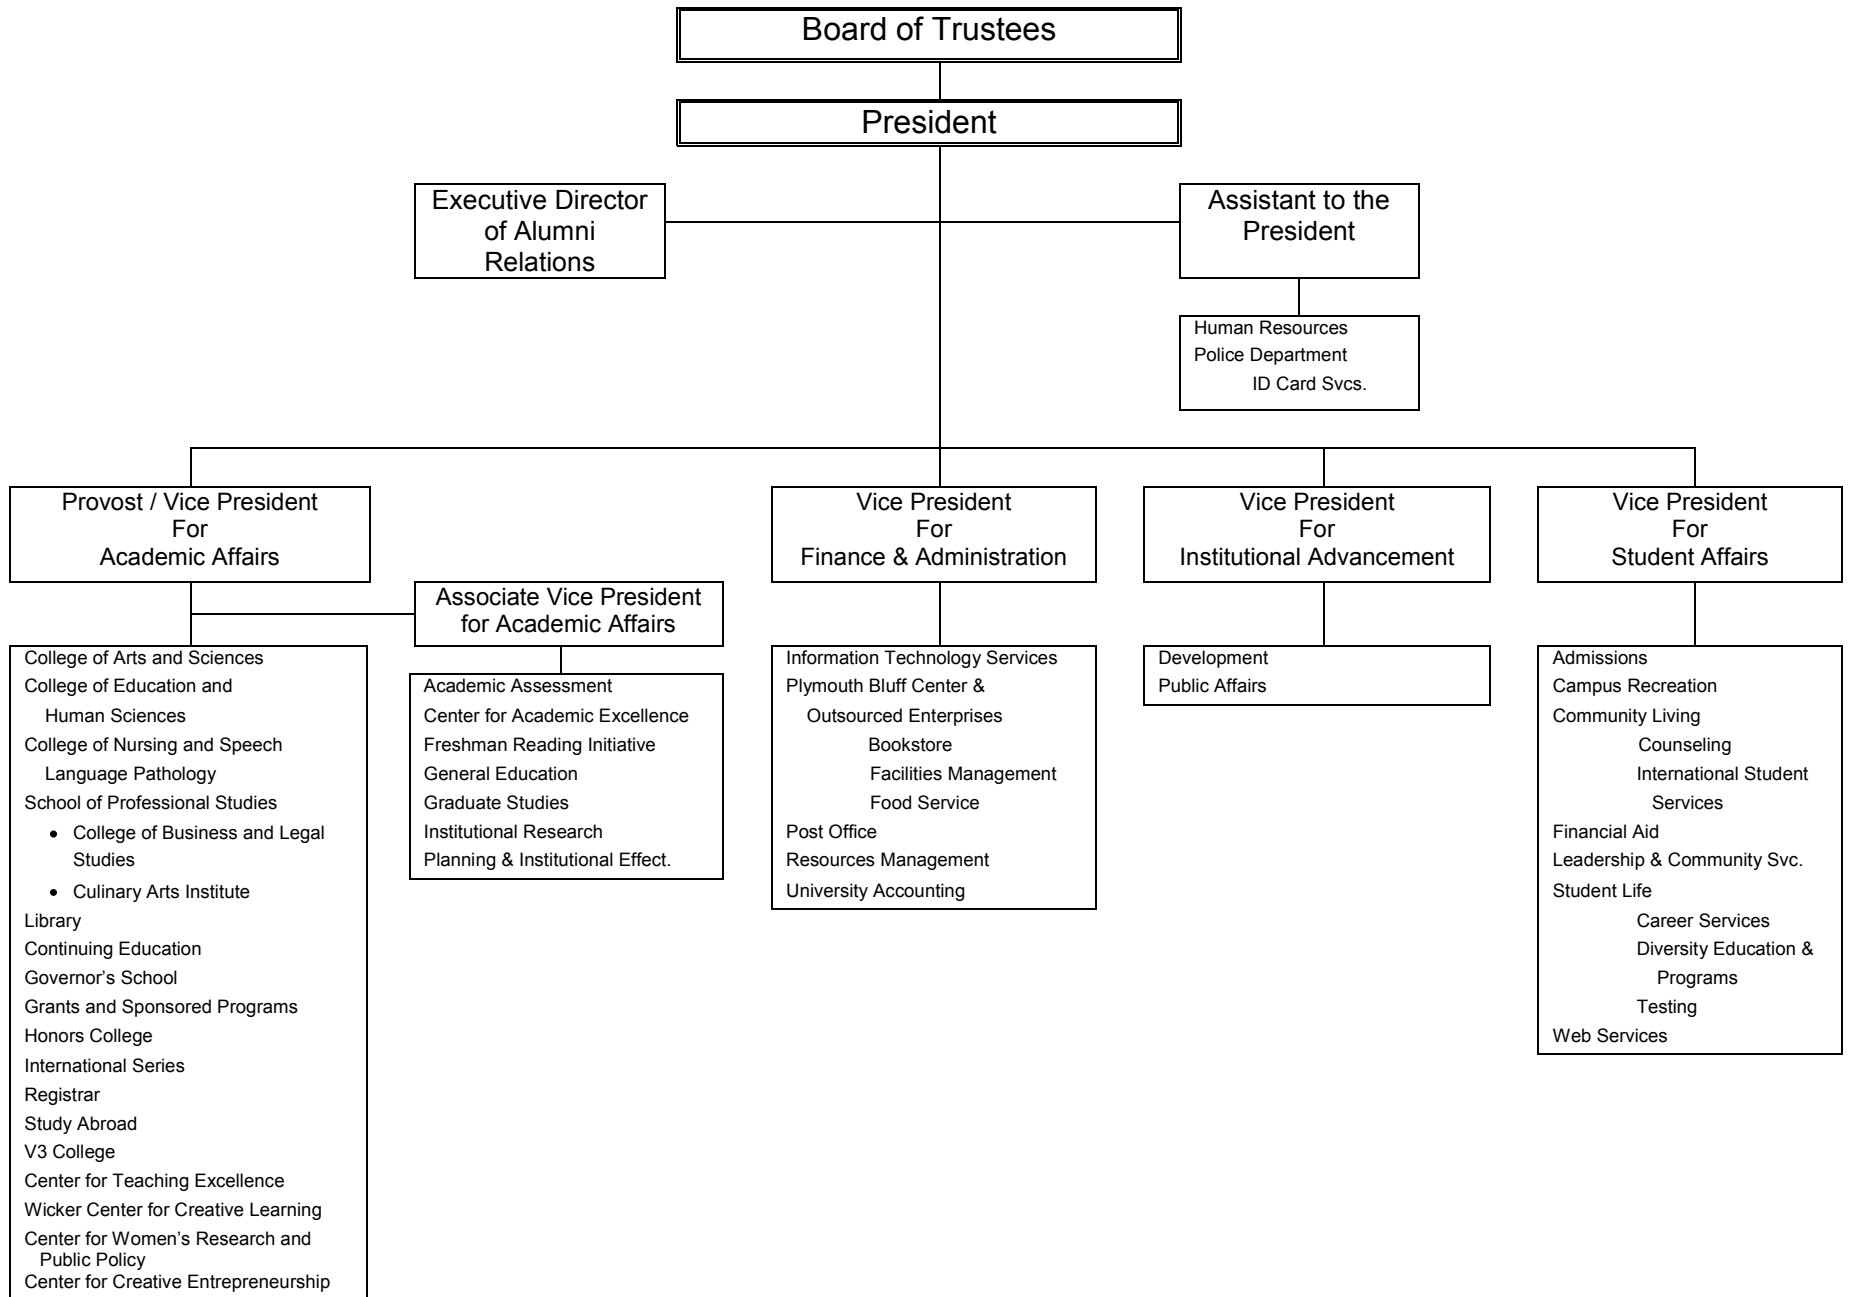 Board of Trustees
President
Executive Director
of Alumni
Relations
Assistant to the
President
Human Resources
Police Department
ID Card Svcs.
Provost / Vice President
For
Academic Affairs
Vice President
For
Finance & Administration
Vice President
For
Institutional Advancement
Vice President
For
Student Affairs
Associate Vice President
for Academic Affairs
College of Arts and Sciences
College of Education and
Human Sciences
College of Nursing and Speech
Language Pathology
School of Professional Studies
• College of Business and Legal
Studies
• Culinary Arts Institute
Library
Continuing Education
Governor’s School
Grants and Sponsored Programs
Honors College
International Series
Registrar
Study Abroad
V3 College
Center for Teaching Excellence
Wicker Center for Creative Learning
Center for Women’s Research and
Public Policy
Center for Creative Entrepreneurship
Academic Assessment
Center for Academic Excellence
Freshman Reading Initiative
General Education
Graduate Studies
Institutional Research
Planning & Institutional Effect.
Information Technology Services
Plymouth Bluff Center &
Outsourced Enterprises
Bookstore
Facilities Management
Food Service
Post Office
Resources Management
University Accounting
Development
Public Affairs
Admissions
Campus Recreation
Community Living
Counseling
International Student
Services
Financial Aid
Leadership & Community Svc.
Student Life
Career Services
Diversity Education &
Programs
Testing
Web Services